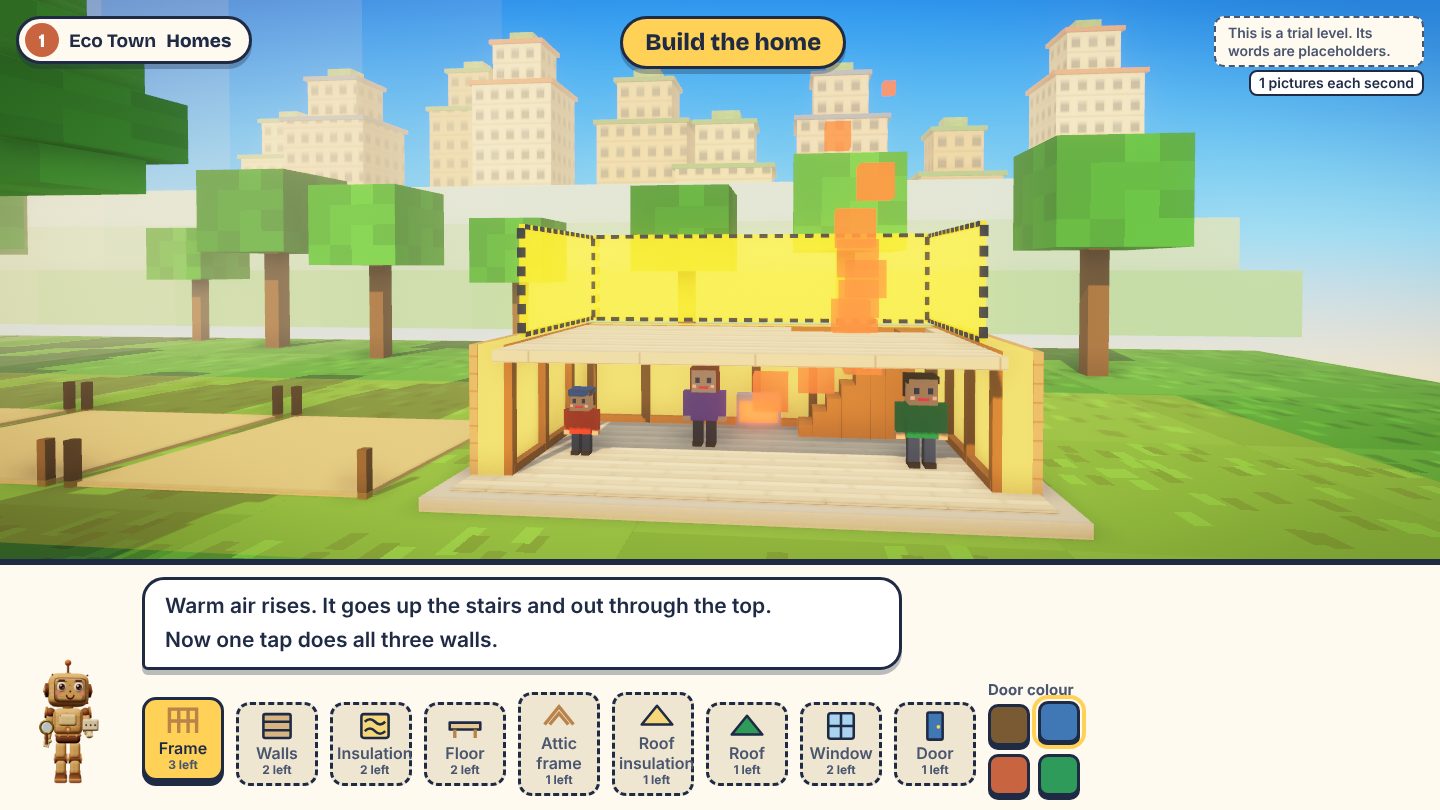 1 Eco Town Homes
Build the home
This is a trial level. Its
words are placeholders.
1 pictures each second
Warm air rises. It goes up the stairs and out through the top.
Now one tap does all three walls.
Door colour
Frame
3 left
Walls
2 left
Insulation
2 left
Floor
2 left
Attic
frame
1 left
Roof
insulation
1 left
Roof
1 left
Window
2 left
Door
1 left